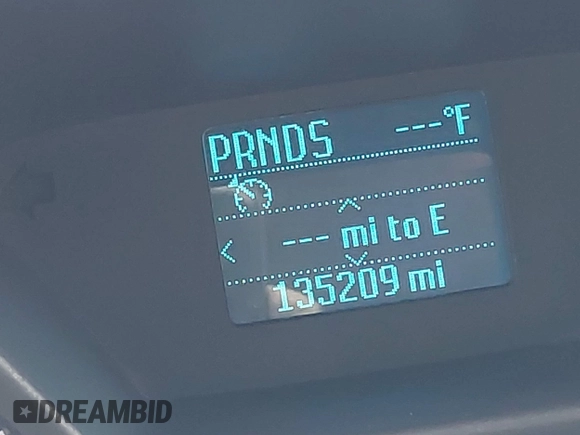 PRNDS ---°F
--- mi to E
135209 mi
DREAMBID